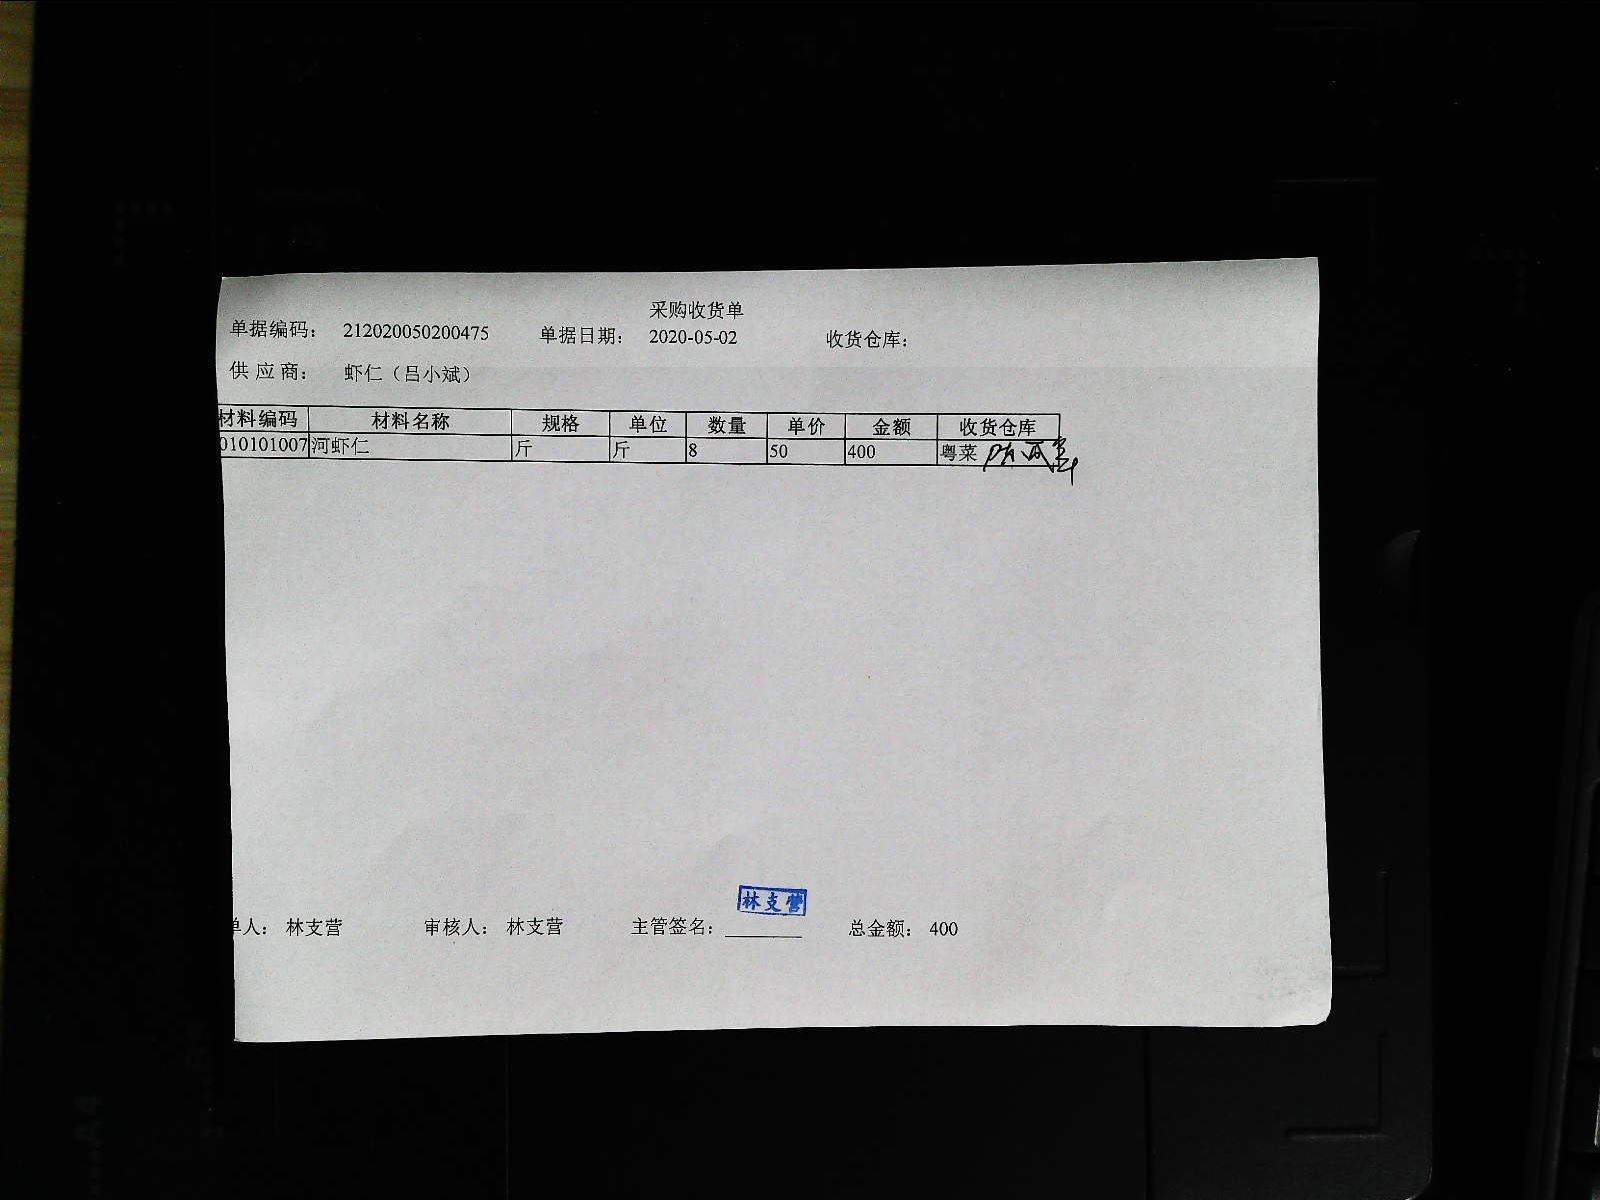 采购收货单
单据编码： 212020050200475 单据日期： 2020-05-02 收货仓库：
供 应 商： 虾仁（吕小斌）
材料编码 材料名称 规格 单位 数量 单价 金额 收货仓库
010101007 河虾仁 斤 斤 8 50 400 粤菜
林支营
单人： 林支营 审核人： 林支营 主管签名： 总金额： 400